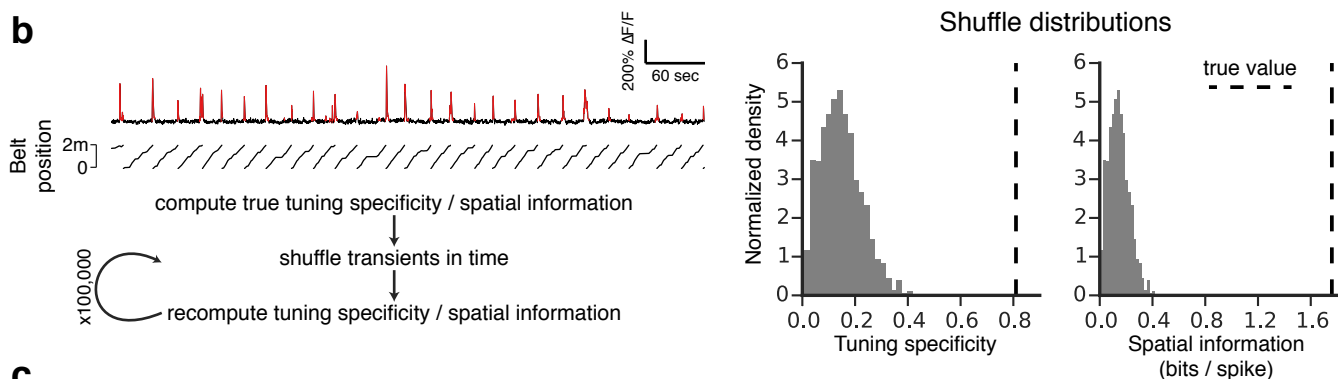 b
200% ΔF/F
60 sec
Belt
position
2m
0
compute true tuning specificity / spatial information
shuffle transients in time
x100,000
recompute tuning specificity / spatial information
Shuffle distributions
Normalized density
6
5
4
3
2
1
0
0.0 0.2 0.4 0.6 0.8
Tuning specificity
true value
6
5
4
3
2
1
0
0.0 0.4 0.8 1.2 1.6
Spatial information
(bits / spike)